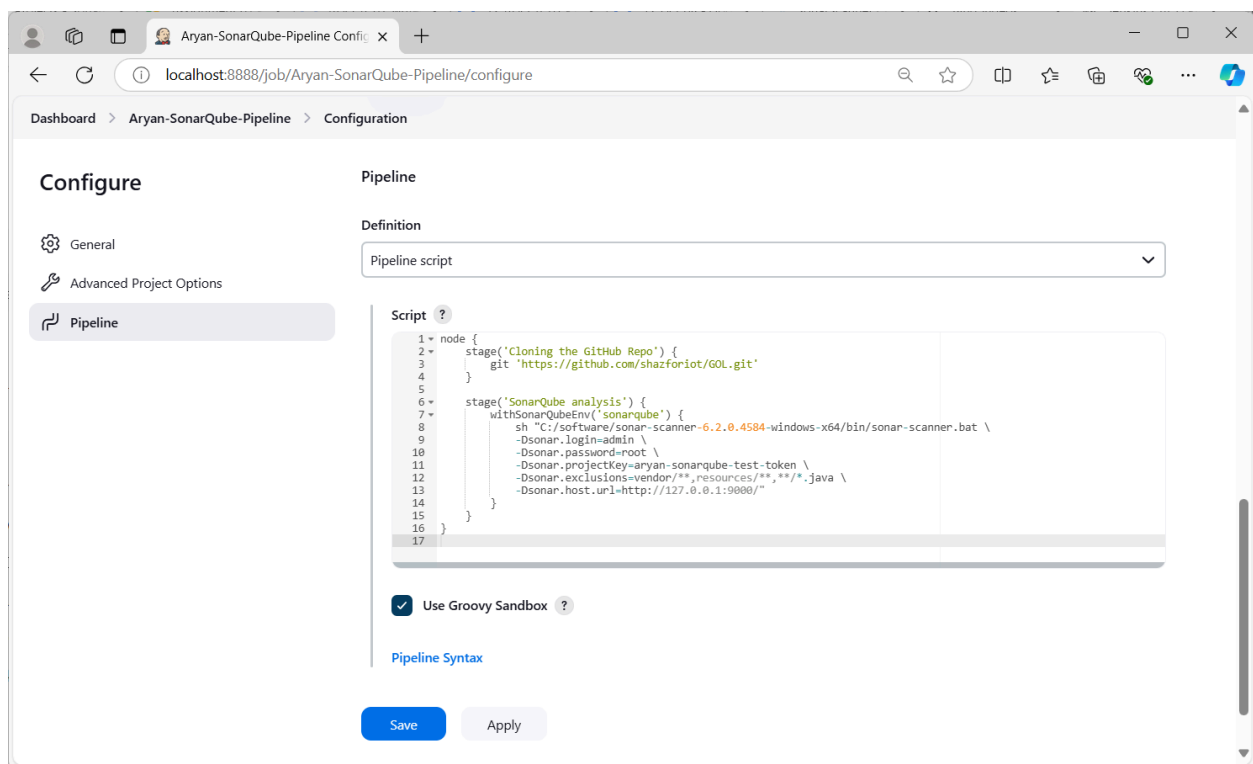 Aryan-SonarQube-Pipeline Config
localhost:8888/job/Aryan-SonarQube-Pipeline/configure
Dashboard > Aryan-SonarQube-Pipeline > Configuration
Configure
General
Advanced Project Options
Pipeline
Pipeline
Definition
Pipeline script
Script ?
1 node {
2 stage('Cloning the GitHub Repo') {
3 git 'https://github.com/shazforiot/GOL.git'
4 }
5
6 stage('SonarQube analysis') {
7 withSonarQubeEnv('sonarqube') {
8 sh "C:/software/sonar-scanner-6.2.0.4584-windows-x64/bin/sonar-scanner.bat \
9 -Dsonar.login=admin \
10 -Dsonar.password=root \
11 -Dsonar.projectKey=aryan-sonarqube-test-token \
12 -Dsonar.exclusions=vendor/**,resources/**,**/*.java \
13 -Dsonar.host.url=http://127.0.0.1:9000/"
14 }
15 }
16 }
17
Use Groovy Sandbox ?
Pipeline Syntax
Save Apply